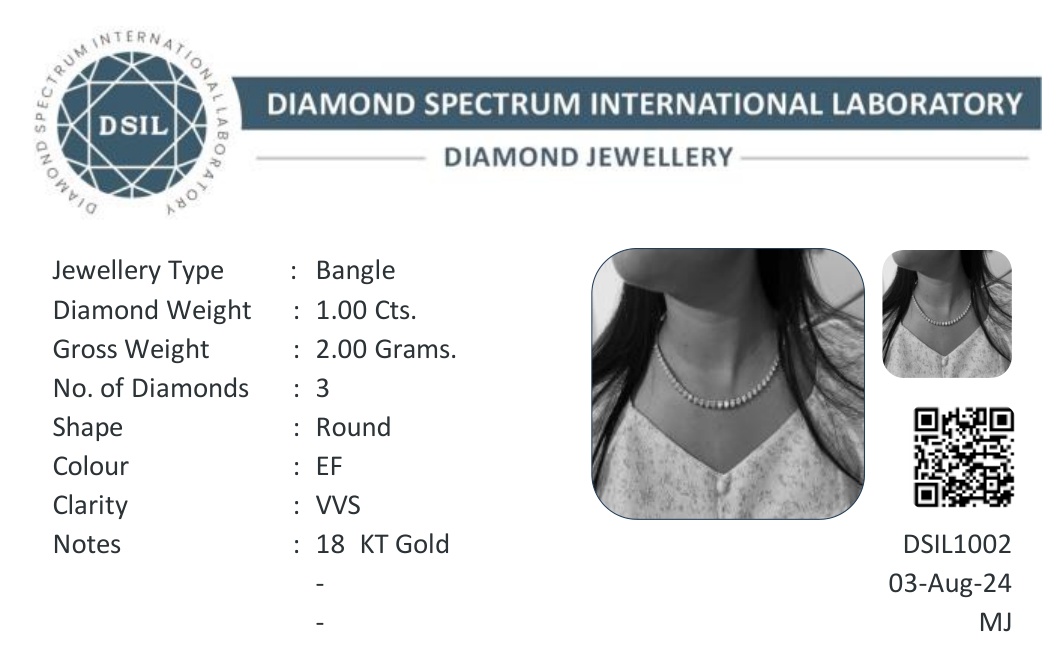 DIAMOND SPECTRUM INTERNATIONAL LABORATORY
DSIL
DIAMOND SPECTRUM INTERNATIONAL LABORATORY
DIAMOND JEWELLERY
Jewellery Type : Bangle
Diamond Weight : 1.00 Cts.
Gross Weight : 2.00 Grams.
No. of Diamonds : 3
Shape : Round
Colour : EF
Clarity : VVS
Notes : 18 KT Gold
-
-
DSIL1002
03-Aug-24
MJ